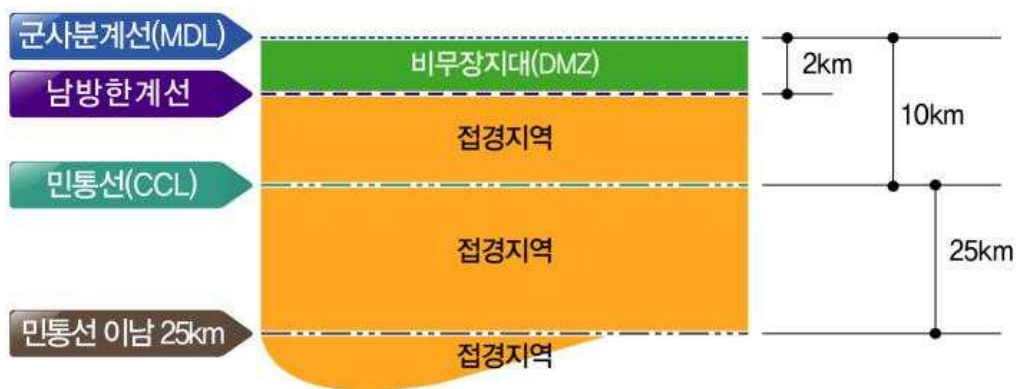 군사분계선(MDL)
비무장지대(DMZ)
2km
남방한계선
10km
접경지역
민통선(CCL)
접경지역
25km
민통선 이남 25km
접경지역